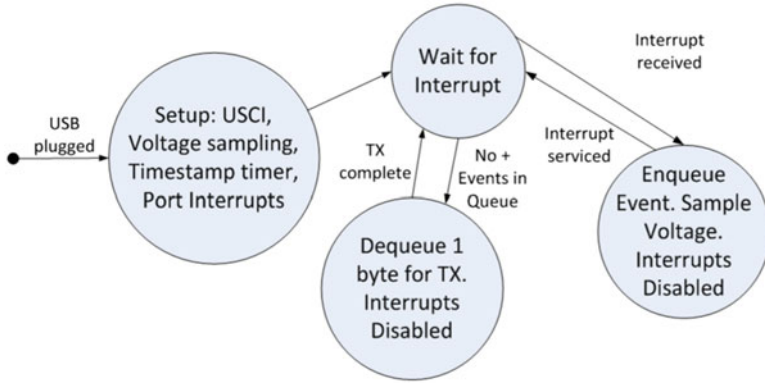 USB
plugged
Setup: USCI,
Voltage sampling,
Timestamp timer,
Port Interrupts
Wait for
Interrupt
Interrupt
received
Interrupt
serviced
TX
complete
No +
Events in
Queue
Dequeue 1
byte for TX.
Interrupts
Disabled
Enqueue
Event. Sample
Voltage.
Interrupts
Disabled